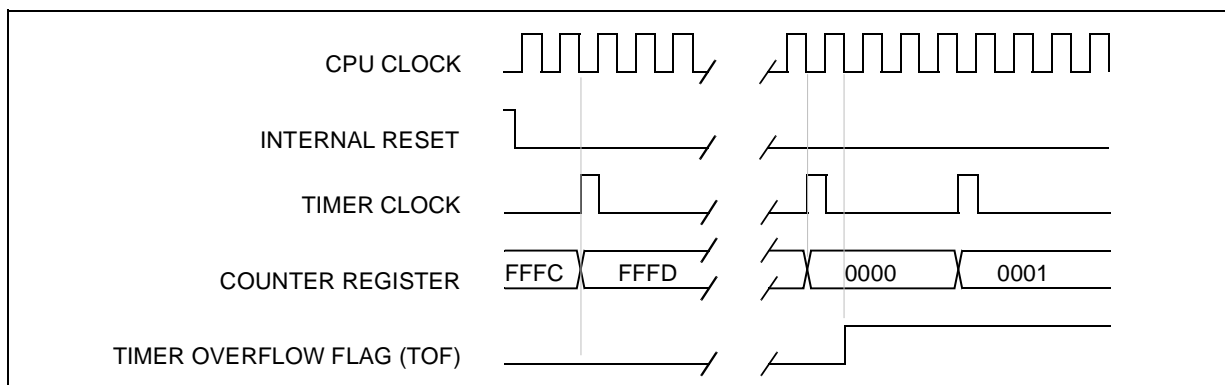 CPU CLOCK
INTERNAL RESET
TIMER CLOCK
COUNTER REGISTER
FFFC FFFD 0000 0001
TIMER OVERFLOW FLAG (TOF)